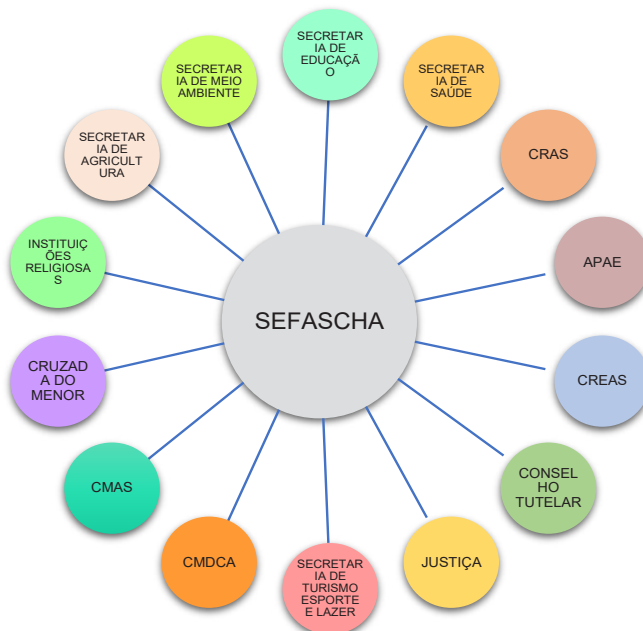 SECRETAR
IA DE
EDUCAÇÃ
O
SECRETAR
IA DE
SAÚDE
CRAS
APAE
CREAS
CONSEL
HO
TUTELAR
JUSTIÇA
SECRETAR
IA DE
TURISMO
ESPORTE
E LAZER
CMDCA
CMAS
CRUZAD
A DO
MENOR
INSTITUIÇ
ÕES
RELIGIOSA
S
SECRETAR
IA DE
AGRICULT
URA
SECRETAR
IA DE MEIO
AMBIENTE
SEFASCHA